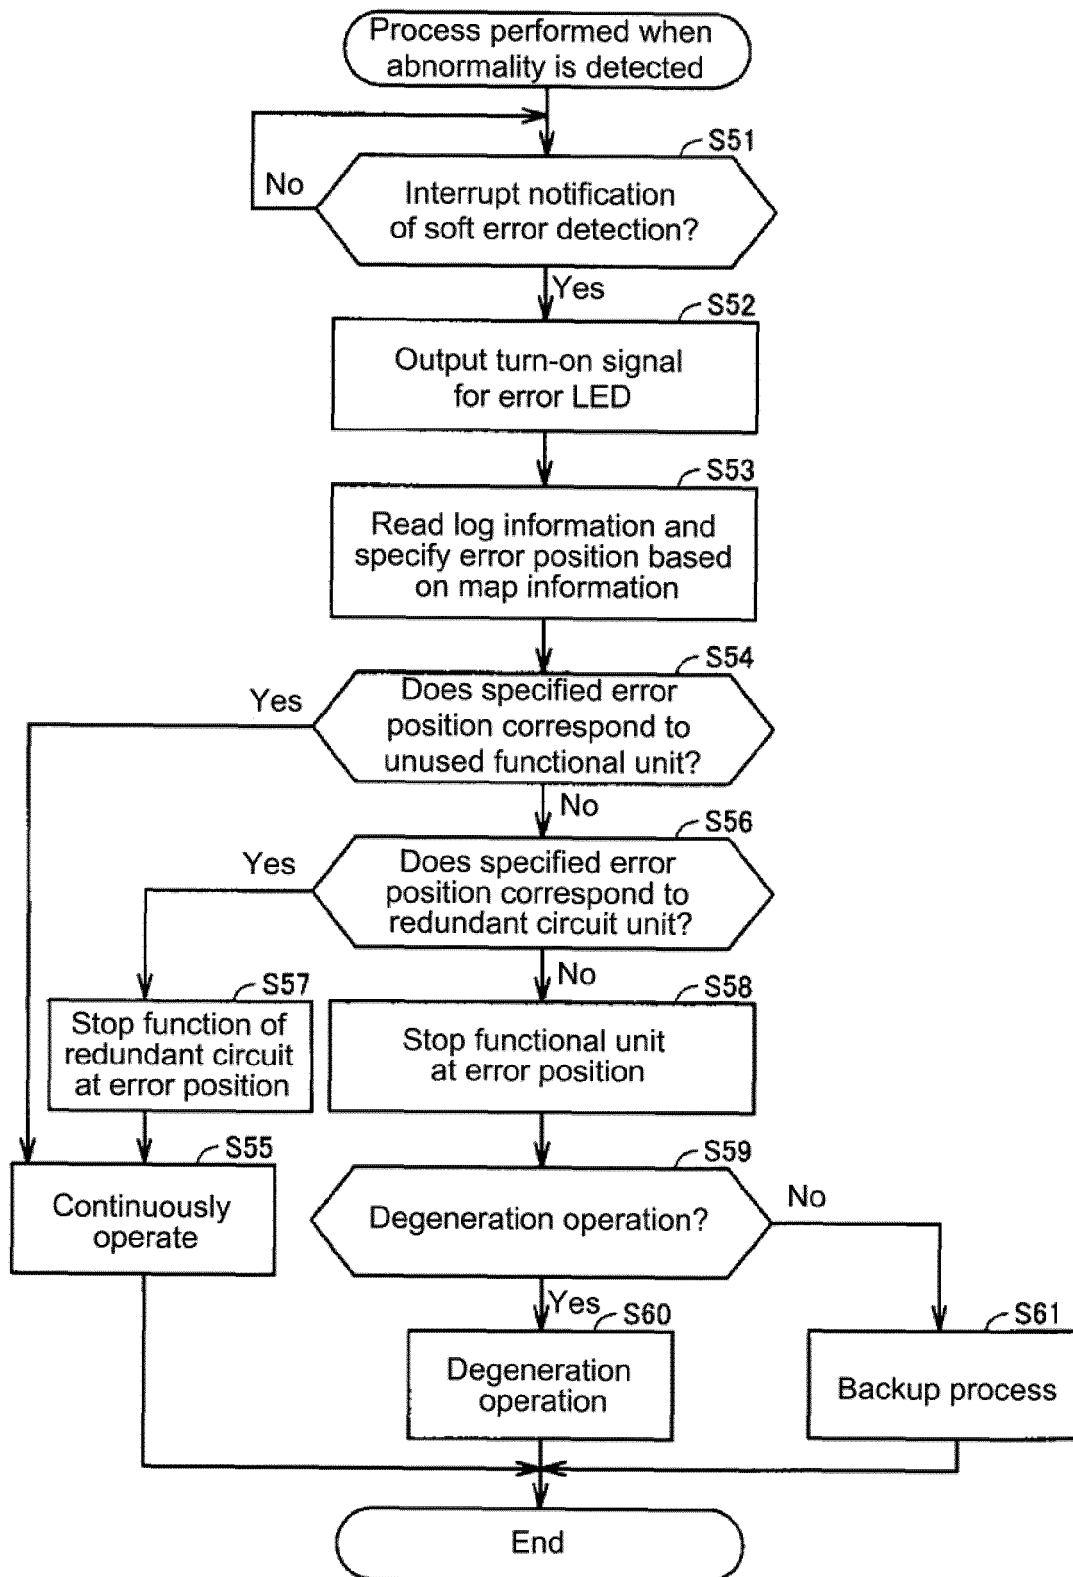 Process performed when
abnormality is detected
S51
No
Interrupt notification
of soft error detection?
Yes
S52
Output turn-on signal
for error LED
S53
Read log information and
specify error position based
on map information
S54
Yes
Does specified error
position correspond to
unused functional unit?
No
S56
Yes
Does specified error
position correspond to
redundant circuit unit?
No
S57
Stop function of
redundant circuit
at error position
S58
Stop functional unit
at error position
S55
Continuously
operate
S59
Degeneration operation?
No
Yes
S60
Degeneration
operation
S61
Backup process
End